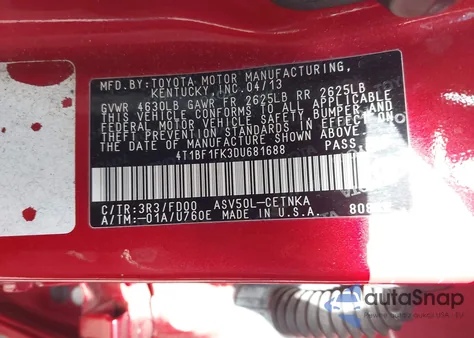 MFD.BY:TOYOTA MOTOR MANUFACTURING,
KENTUCKY, INC. 04/13
GVWR 4630LB GAWR FR 2625LB RR 2625LB
THIS VEHICLE CONFORMS TO ALL APPLICABLE
FEDERAL MOTOR VEHICLE SAFETY, BUMPER, AND
THEFT PREVENTION STANDARDS IN EFFECT ON
THE DATE OF MANUFACTURE SHOWN ABOVE.
4T1BF1FK3DU681688 PASS.
C/TR:3R3/FD00 ASV50L-CETNKA
A/TM:-01A/U760E MADE IN U.S.A.
autoSnap